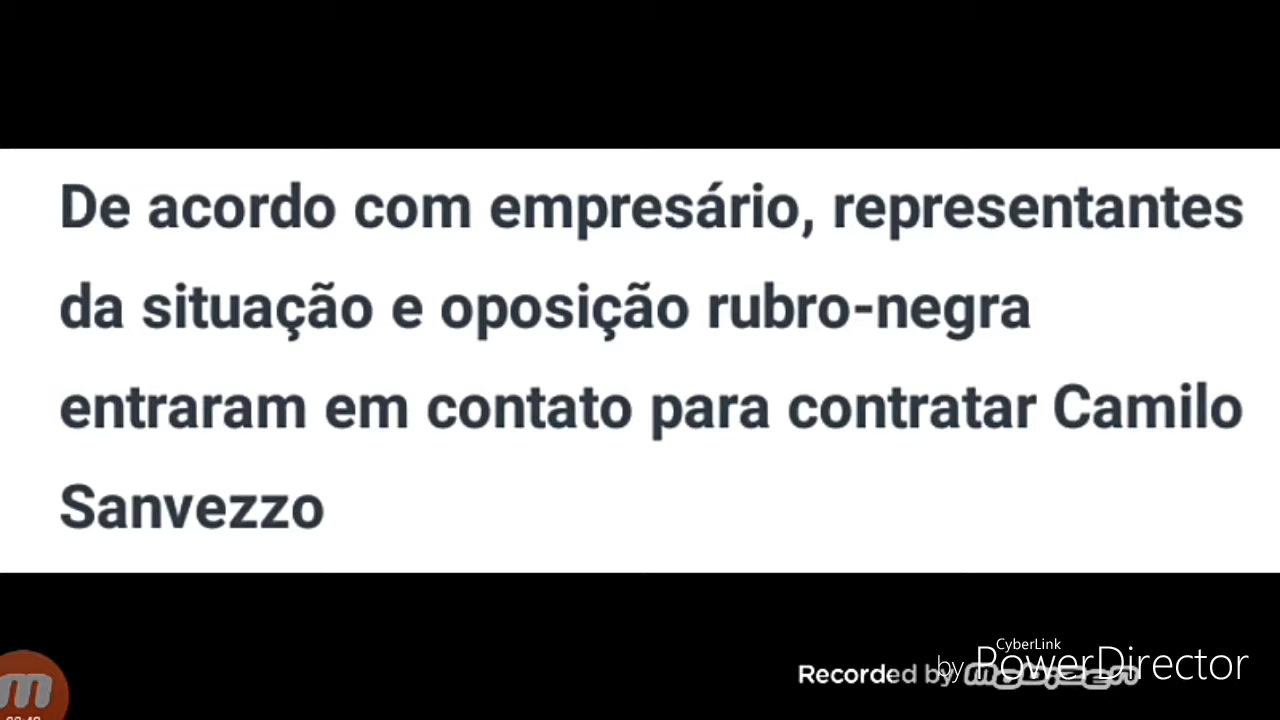 De acordo com empresário, representantes
da situação e oposição rubro-negra
entraram em contato para contratar Camilo
Sanvezzo
CyberLink
by PowerDirector
Recorded by